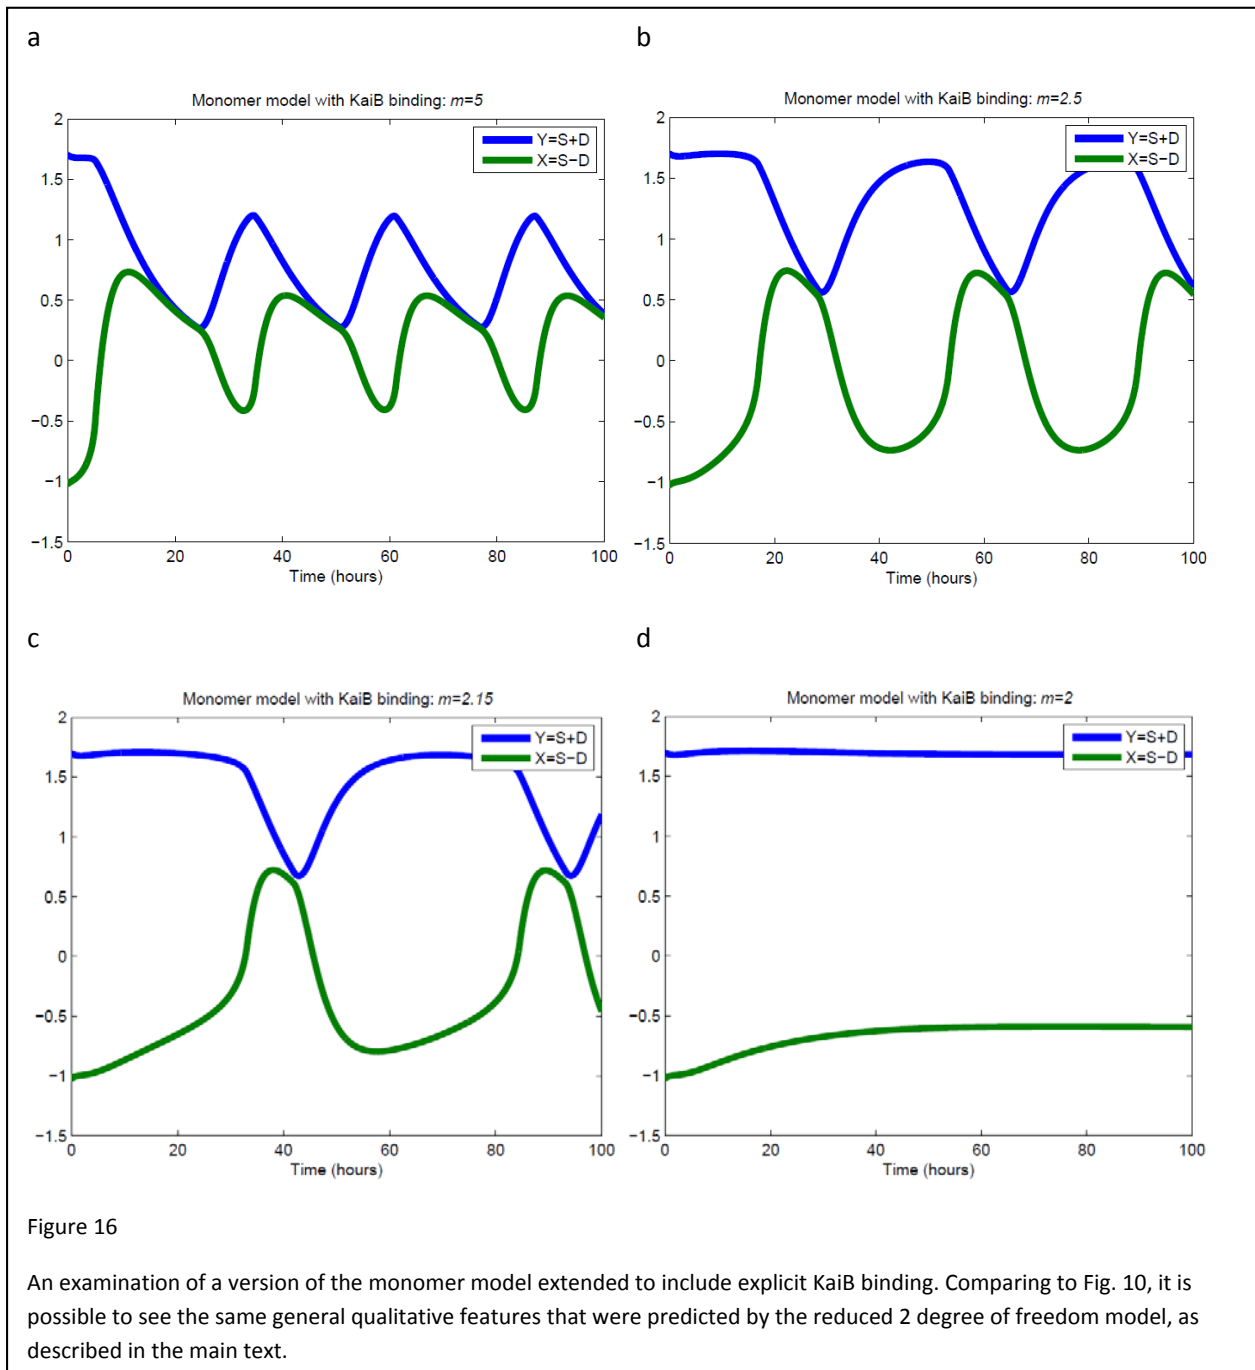 a
Monomer model with KaiB binding: m=5
2
1.5
1
0.5
0
−0.5
−1
−1.5
Y=S+D
X=S−D
0 20 40 60 80 100
Time (hours)
b
Monomer model with KaiB binding: m=2.5
2
1.5
1
0.5
0
−0.5
−1
−1.5
Y=S+D
X=S−D
0 20 40 60 80 100
Time (hours)
c
Monomer model with KaiB binding: m=2.15
2
1.5
1
0.5
0
−0.5
−1
−1.5
Y=S+D
X=S−D
0 20 40 60 80 100
Time (hours)
d
Monomer model with KaiB binding: m=2
2
1.5
1
0.5
0
−0.5
−1
−1.5
Y=S+D
X=S−D
0 20 40 60 80 100
Time (hours)
Figure 16
An examination of a version of the monomer model extended to include explicit KaiB binding. Comparing to Fig. 10, it is
possible to see the same general qualitative features that were predicted by the reduced 2 degree of freedom model, as
described in the main text.